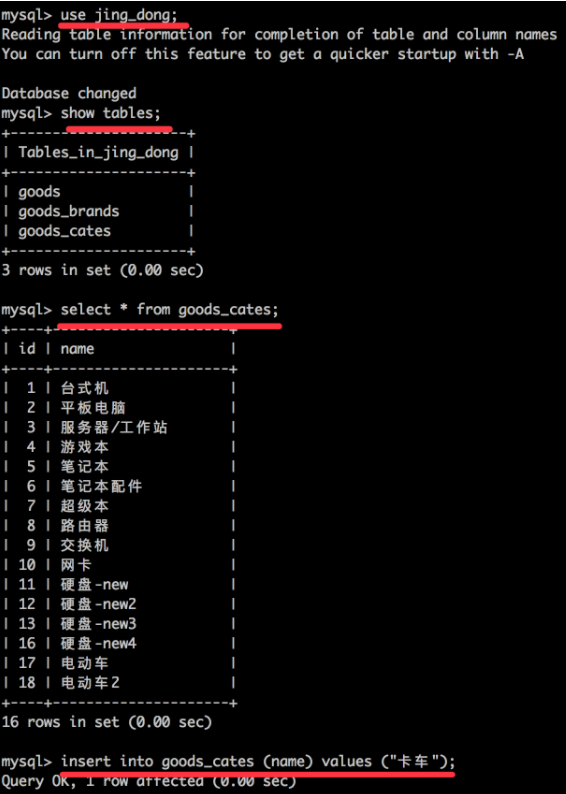 mysql> use jing_dong;
Reading table information for completion of table and column names
You can turn off this feature to get a quicker startup with -A
Database changed
mysql> show tables;
+---------------------+
| Tables_in_jing_dong |
+---------------------+
| goods               |
| goods_brands        |
| goods_cates         |
+---------------------+
3 rows in set (0.00 sec)
mysql> select * from goods_cates;
+----+---------------------+
| id | name                |
+----+---------------------+
|  1 | 台式机              |
|  2 | 平板电脑            |
|  3 | 服务器/工作站       |
|  4 | 游戏本              |
|  5 | 笔记本              |
|  6 | 笔记本配件          |
|  7 | 超级本              |
|  8 | 路由器              |
|  9 | 交换机              |
| 10 | 网卡                |
| 11 | 硬盘-new            |
| 12 | 硬盘-new2           |
| 13 | 硬盘-new3           |
| 16 | 硬盘-new4           |
| 17 | 电动车              |
| 18 | 电动车2             |
+----+---------------------+
16 rows in set (0.00 sec)
mysql> insert into goods_cates (name) values ("卡车");
Query OK, 1 row affected (0.00 sec)